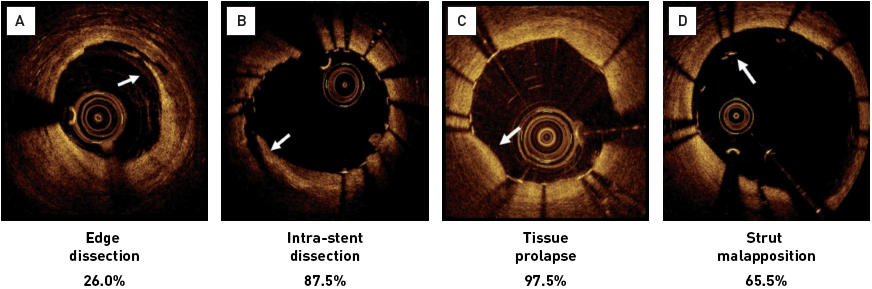 A
B
C
D
Edge
dissection
26.0%
Intra-stent
dissection
87.5%
Tissue
prolapse
97.5%
Strut
malapposition
65.5%